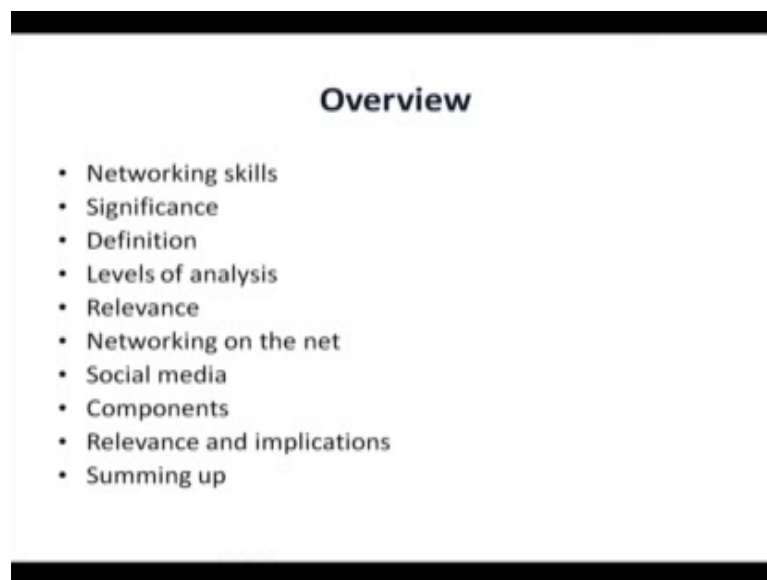 Overview
• Networking skills
• Significance
• Definition
• Levels of analysis
• Relevance
• Networking on the net
• Social media
• Components
• Relevance and implications
• Summing up